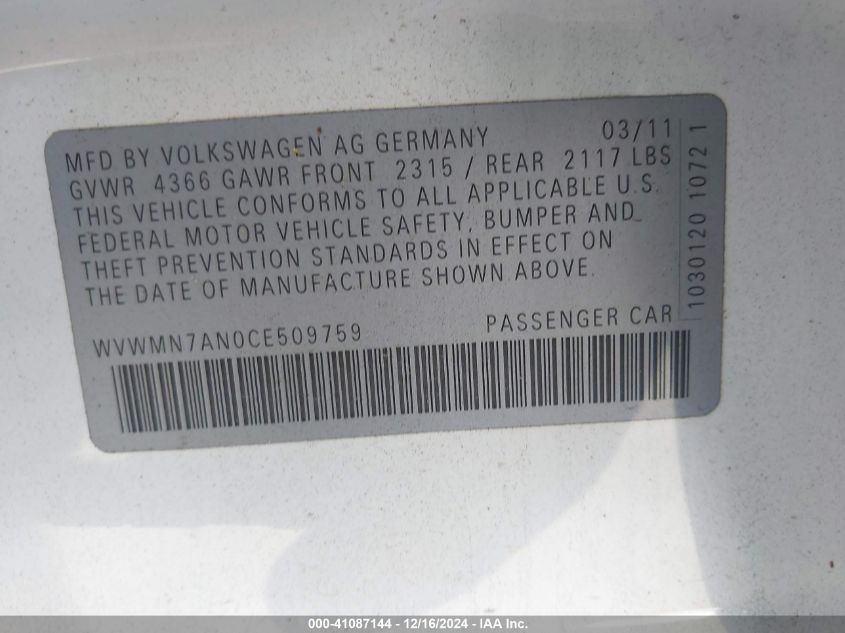 MFD BY VOLKSWAGEN AG GERMANY 03/11
GVWR 4366 GAWR FRONT 2315 / REAR 2117 LBS
THIS VEHICLE CONFORMS TO ALL APPLICABLE U.S.
FEDERAL MOTOR VEHICLE SAFETY, BUMPER AND
THEFT PREVENTION STANDARDS IN EFFECT ON
THE DATE OF MANUFACTURE SHOWN ABOVE.
WVWMN7AN0CE509759 PASSENGER CAR
1030120 1072 1
000-41087144 - 12/16/2024 - IAA Inc.